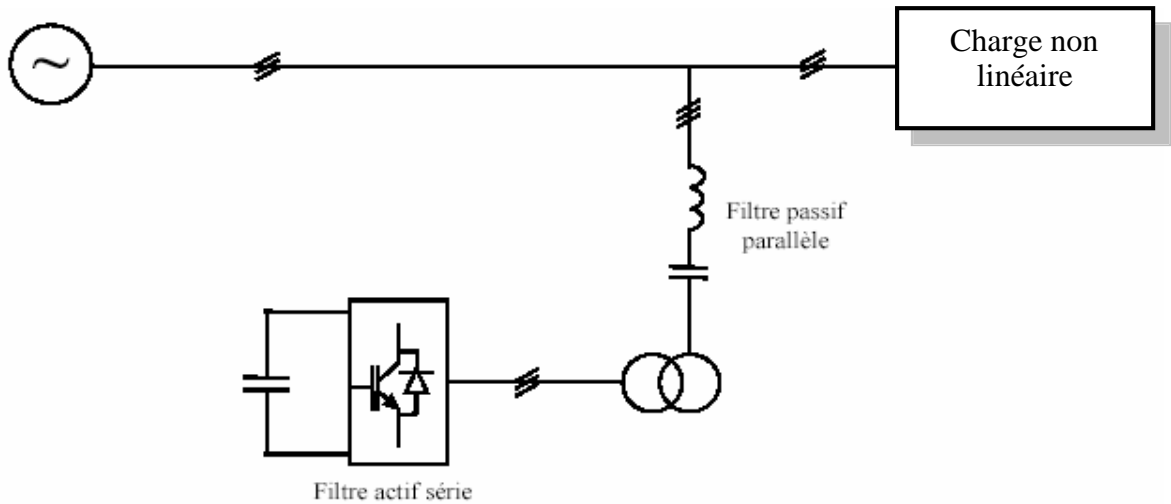 Charge non
linéaire
Filtre passif
parallèle
Filtre actif série